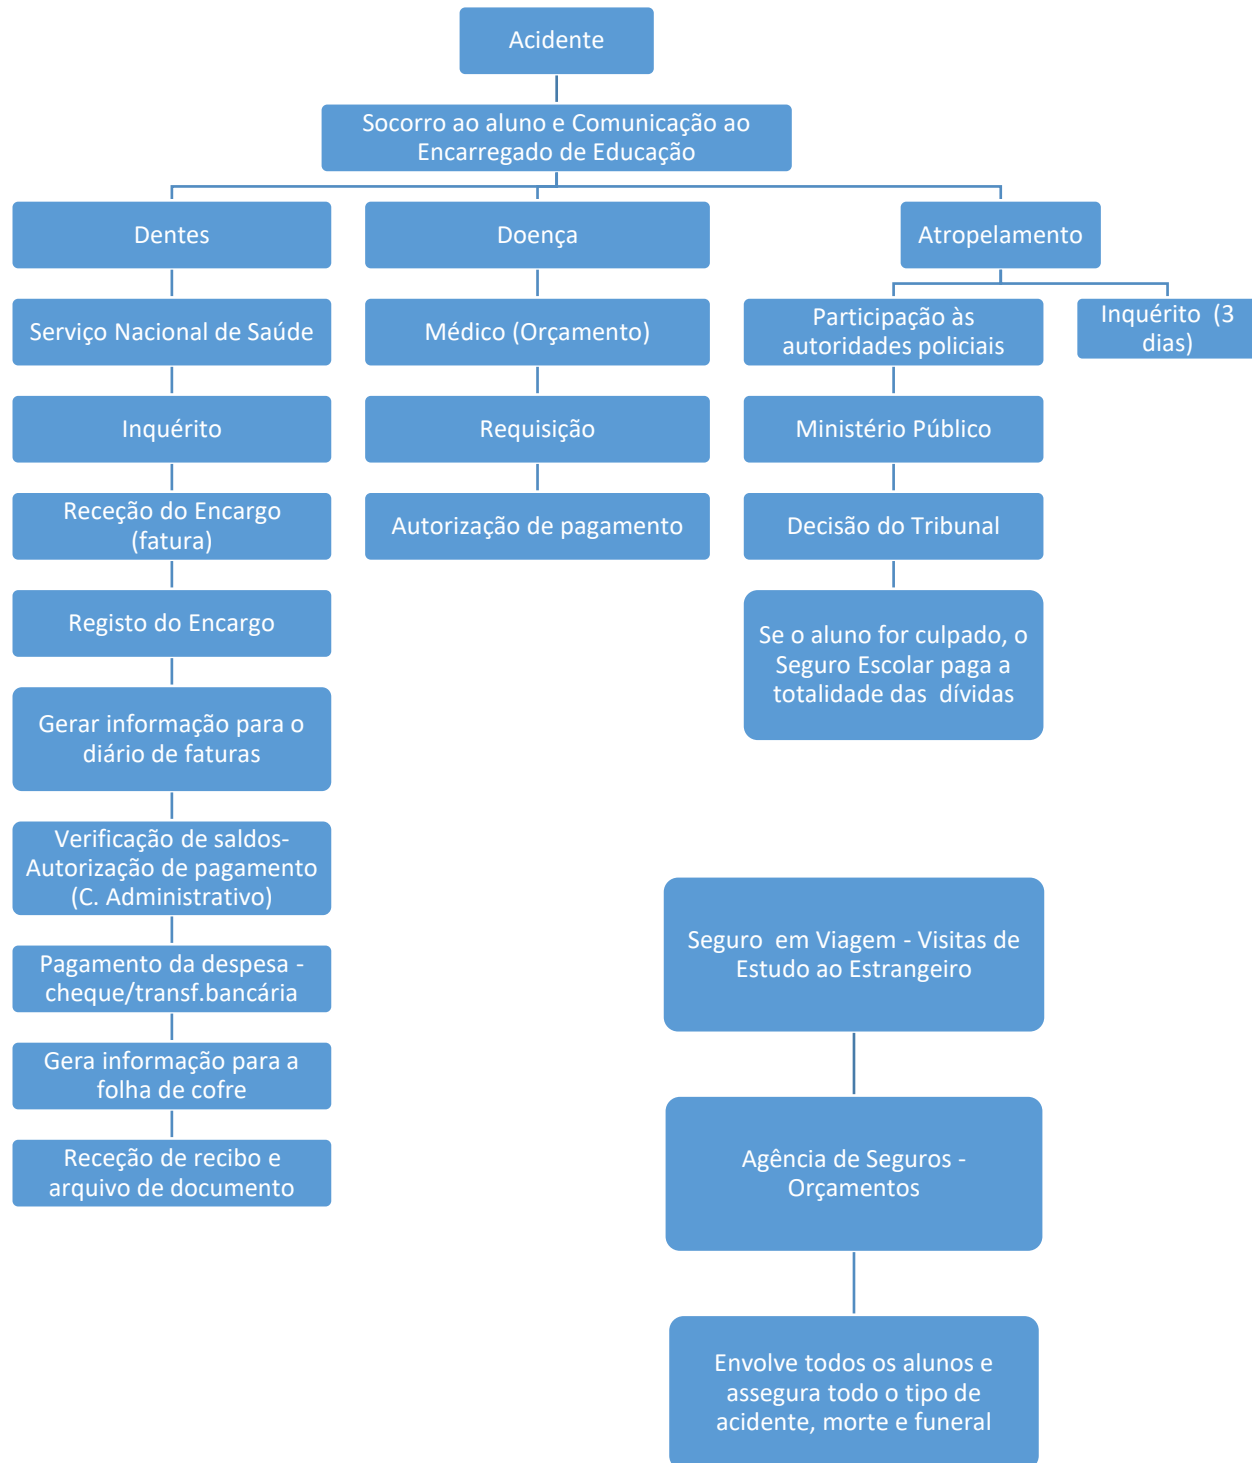 Acidente
Socorro ao aluno e Comunicação ao
Encarregado de Educação
Dentes
Doença
Atropelamento
Serviço Nacional de Saúde
Médico (Orçamento)
Participação às
autoridades policiais
Inquérito  (3
dias)
Inquérito
Requisição
Ministério Público
Receção do Encargo
(fatura)
Autorização de pagamento
Decisão do Tribunal
Registo do Encargo
Se o aluno for culpado, o
Seguro Escolar paga a
totalidade das  dívidas
Gerar informação para o
diário de faturas
Verificação de saldos-
Autorização de pagamento
(C. Administrativo)
Pagamento da despesa -
cheque/transf.bancária
Gera informação para a
folha de cofre
Receção de recibo e
arquivo de documento
Seguro  em Viagem - Visitas de
Estudo ao Estrangeiro
Agência de Seguros -
Orçamentos
Envolve todos os alunos e
assegura todo o tipo de
acidente, morte e funeral